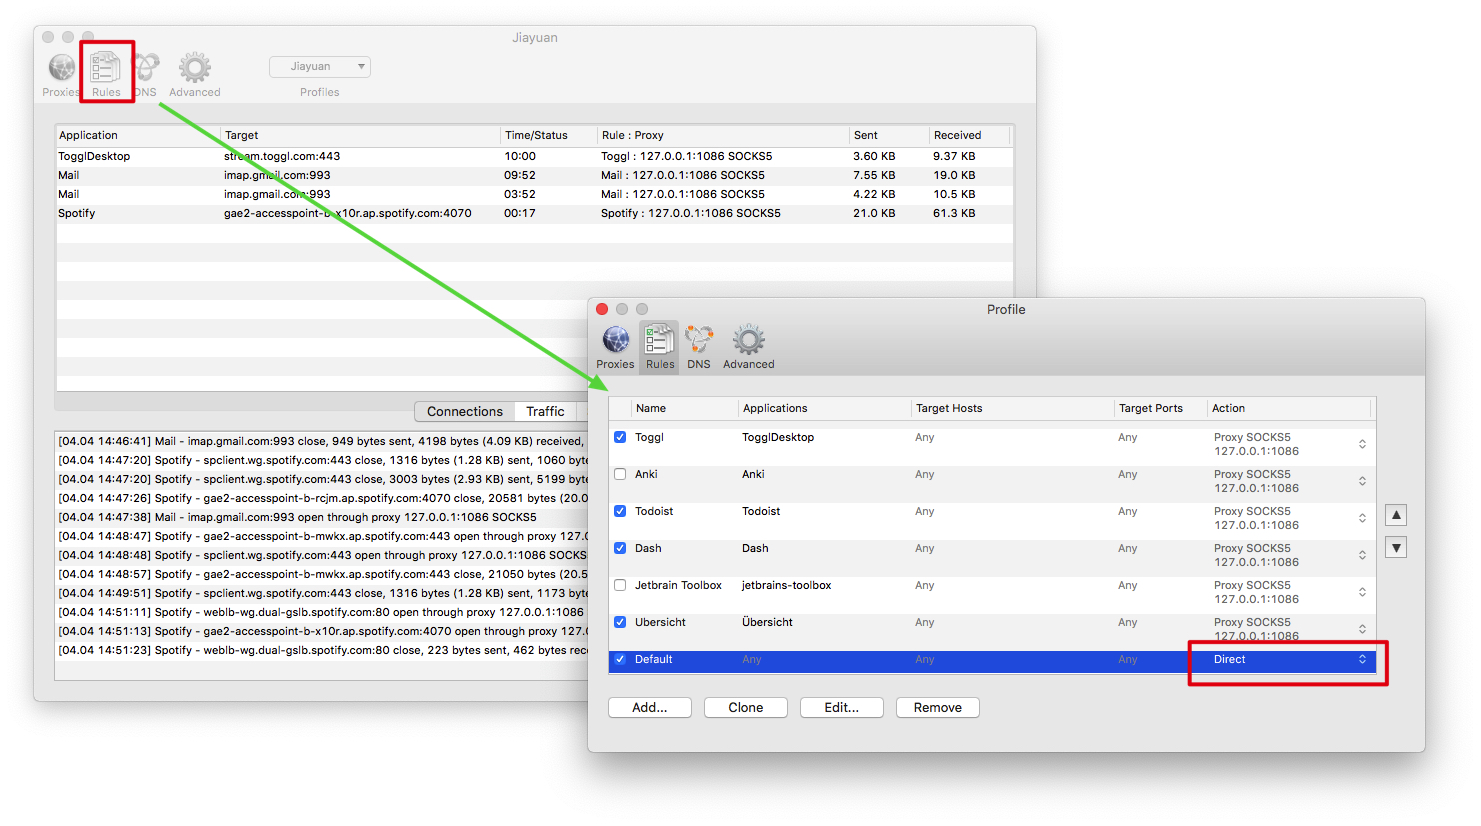 Jiayuan
Proxies Rules DNS Advanced Jiayuan Profiles
Application Target Time/Status Rule : Proxy Sent Received
TogglDesktop stream.toggl.com:443 10:00 Toggl : 127.0.0.1:1086 SOCKS5 3.60 KB 9.37 KB
Mail imap.gmail.com:993 09:52 Mail : 127.0.0.1:1086 SOCKS5 7.55 KB 19.0 KB
Mail imap.gmail.com:993 03:52 Mail : 127.0.0.1:1086 SOCKS5 4.22 KB 10.5 KB
Spotify gae2-accesspoint-b-x10r.ap.spotify.com:4070 00:17 Spotify : 127.0.0.1:1086 SOCKS5 21.0 KB 61.3 KB
Connections Traffic
[04.04 14:46:41] Mail - imap.gmail.com:993 close, 949 bytes sent, 4198 bytes (4.09 KB) received,
[04.04 14:47:20] Spotify - spclient.wg.spotify.com:443 close, 1316 bytes (1.28 KB) sent, 1060 bytes
[04.04 14:47:20] Spotify - spclient.wg.spotify.com:443 close, 3003 bytes (2.93 KB) sent, 5199 bytes
[04.04 14:47:26] Spotify - gae2-accesspoint-b-rcjm.ap.spotify.com:4070 close, 20581 bytes (20.0
[04.04 14:47:38] Mail - imap.gmail.com:993 open through proxy 127.0.0.1:1086 SOCKS5
[04.04 14:48:47] Spotify - gae2-accesspoint-b-mwkx.ap.spotify.com:443 open through proxy 127.0
[04.04 14:48:48] Spotify - spclient.wg.spotify.com:443 open through proxy 127.0.0.1:1086 SOCKS
[04.04 14:48:57] Spotify - gae2-accesspoint-b-mwkx.ap.spotify.com:443 close, 21050 bytes (20.5
[04.04 14:49:51] Spotify - spclient.wg.spotify.com:443 close, 1316 bytes (1.28 KB) sent, 1173 bytes
[04.04 14:51:11] Spotify - weblb-wg.dual-gslb.spotify.com:80 open through proxy 127.0.0.1:1086
[04.04 14:51:13] Spotify - gae2-accesspoint-b-x10r.ap.spotify.com:4070 open through proxy 127.0
[04.04 14:51:23] Spotify - weblb-wg.dual-gslb.spotify.com:80 close, 223 bytes sent, 462 bytes rece
Profile
Proxies Rules DNS Advanced
Name Applications Target Hosts Target Ports Action
Toggl TogglDesktop Any Any Proxy SOCKS5
127.0.0.1:1086
Anki Anki Any Any Proxy SOCKS5
127.0.0.1:1086
Todoist Todoist Any Any Proxy SOCKS5
127.0.0.1:1086
Dash Dash Any Any Proxy SOCKS5
127.0.0.1:1086
Jetbrain Toolbox jetbrains-toolbox Any Any Proxy SOCKS5
127.0.0.1:1086
Ubersicht Übersicht Any Any Proxy SOCKS5
127.0.0.1:1086
Default Any Any Any Direct
Add... Clone Edit... Remove